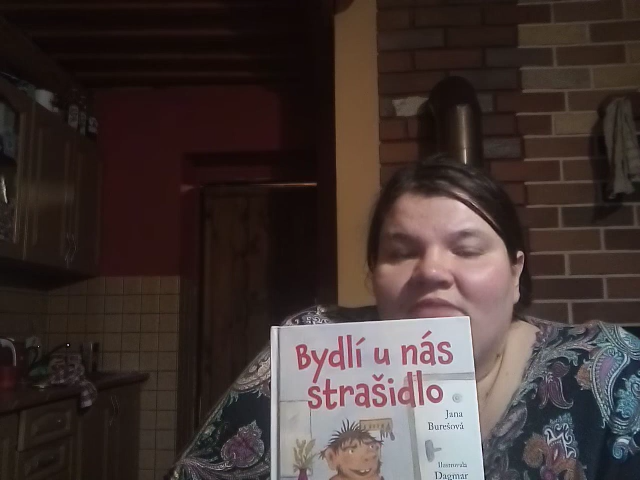 Bydlí u nás
strašidlo
Jana
Burešová
Ilustrovala
Dagmar